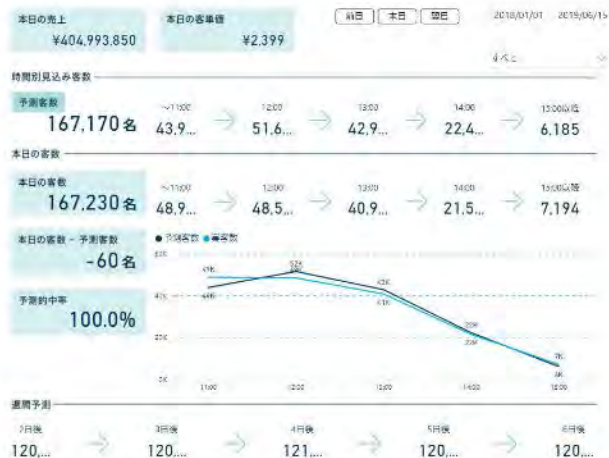 本日の売上
¥404,993,850
本日の客単価
¥2,399
前日 本日 翌日
2018/01/01 2019/06/15
すべて
時間別見込み客数
予測客数
167,170名
~11:00 12:00 13:00 14:00 15:00以降
43.9... 51.6... 42.9... 22.4... 6.185
本日の客数
本日の客数
167,230名
~11:00 12:00 13:00 14:00 15:00以降
48.9... 48.5... 40.9... 21.5... 7,194
本日の客数 - 予測客数
-60名
予測的中率
100.0%
予測客数 客数
40K
20K
0K
52K
43K
41K
7K
11:00 12:00 13:00 14:00 15:00
週間予測
2日後 3日後 4日後 5日後 6日後
120,... 120,... 121,... 120,... 120,...